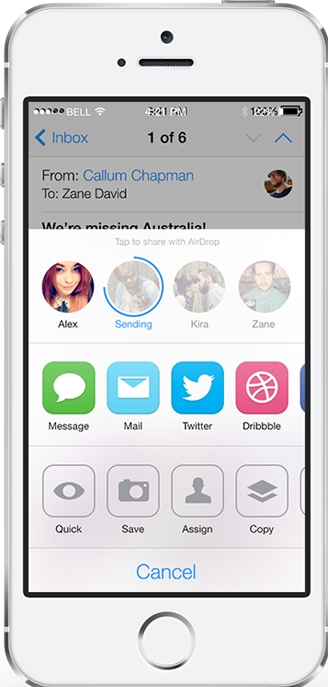 BELL 4:21 PM
Inbox 1 of 6
From: Callum Chapman
To: Zane David
We're missing Australia!
Tap to share with AirDrop
Alex Sending Kira Zane
Message Mail Twitter Dribbble
Quick Save Assign Copy
Cancel